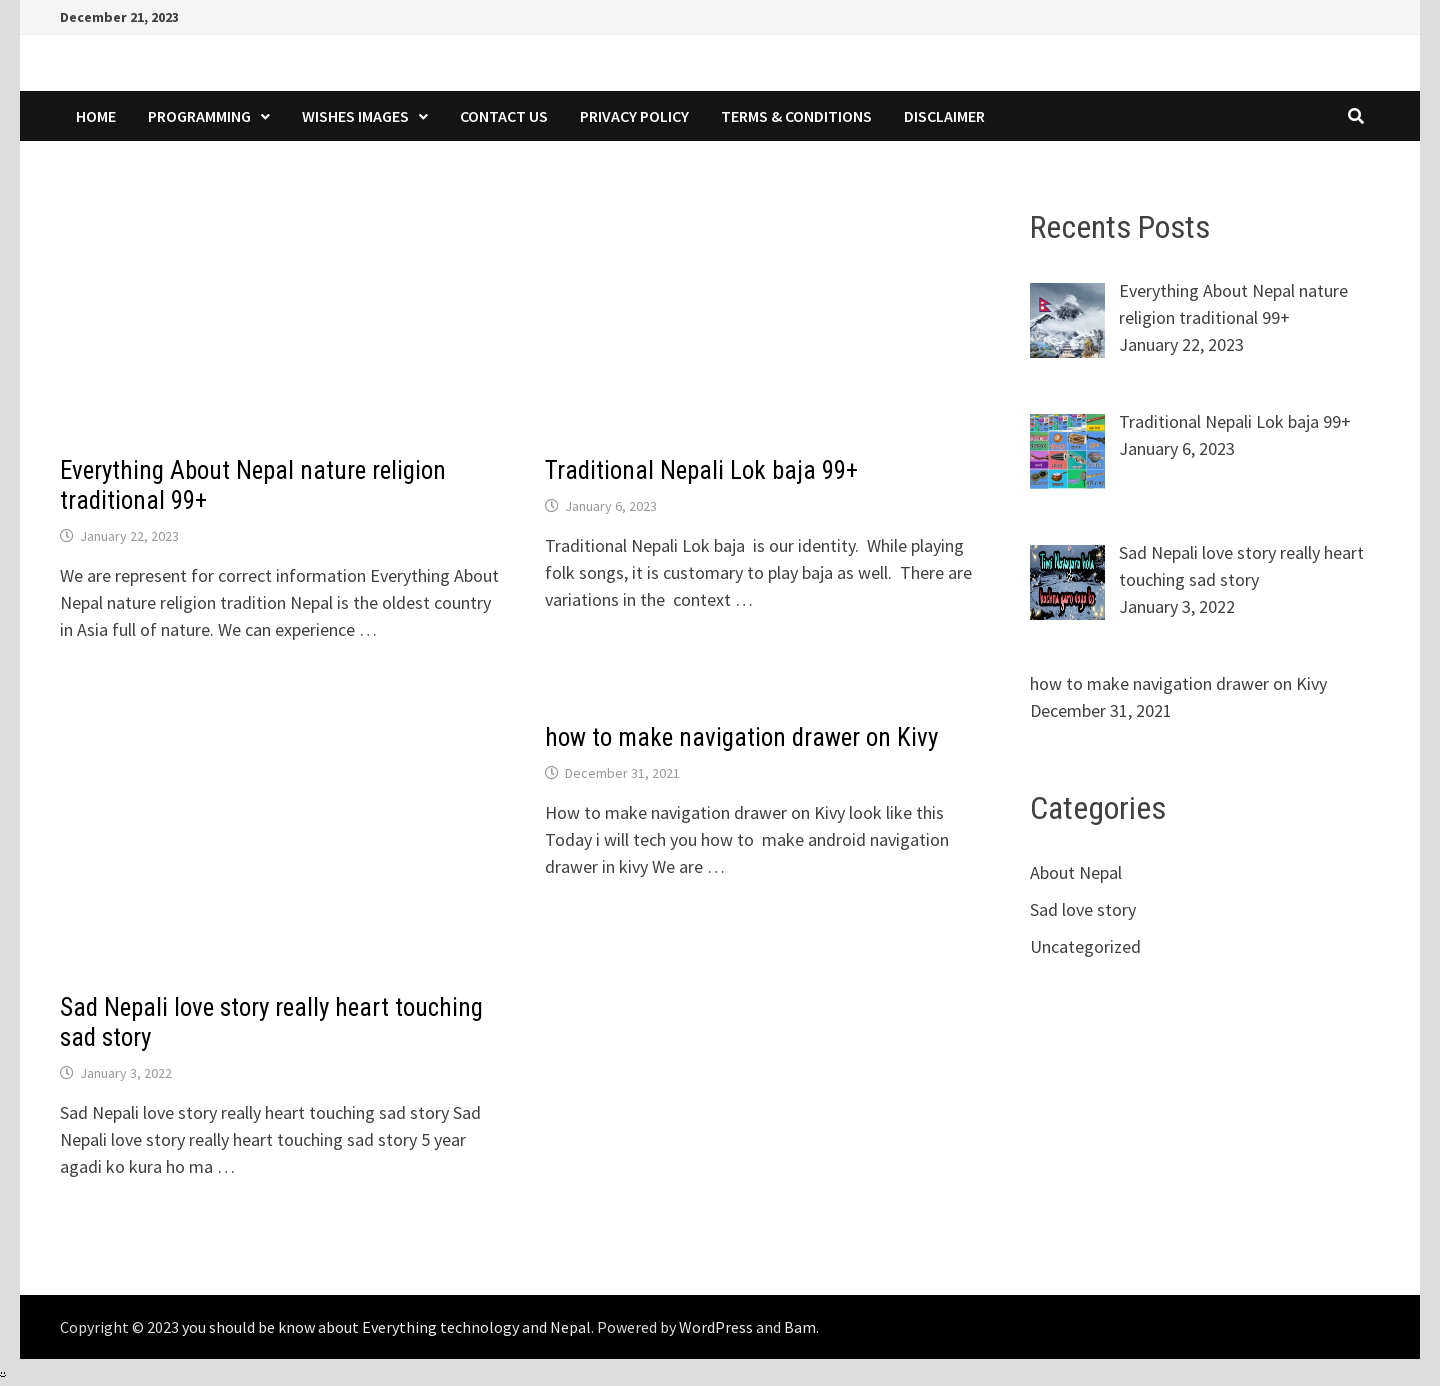 December 21, 2023
HOME
PROGRAMMING
WISHES IMAGES
CONTACT US
PRIVACY POLICY
TERMS & CONDITIONS
DISCLAIMER
Everything About Nepal nature religion
traditional 99+
January 22, 2023
We are represent for correct information Everything About
Nepal nature religion tradition Nepal is the oldest country
in Asia full of nature. We can experience …
Traditional Nepali Lok baja 99+
January 6, 2023
Traditional Nepali Lok baja  is our identity.  While playing
folk songs, it is customary to play baja as well.  There are
variations in the  context …
Sad Nepali love story really heart touching
sad story
January 3, 2022
Sad Nepali love story really heart touching sad story Sad
Nepali love story really heart touching sad story 5 year
agadi ko kura ho ma …
how to make navigation drawer on Kivy
December 31, 2021
How to make navigation drawer on Kivy look like this
Today i will tech you how to  make android navigation
drawer in kivy We are …
Recents Posts
Everything About Nepal nature
religion traditional 99+
January 22, 2023
Traditional Nepali Lok baja 99+
January 6, 2023
Sad Nepali love story really heart
touching sad story
January 3, 2022
how to make navigation drawer on Kivy
December 31, 2021
Categories
About Nepal
Sad love story
Uncategorized
Copyright © 2023 you should be know about Everything technology and Nepal. Powered by WordPress and Bam.